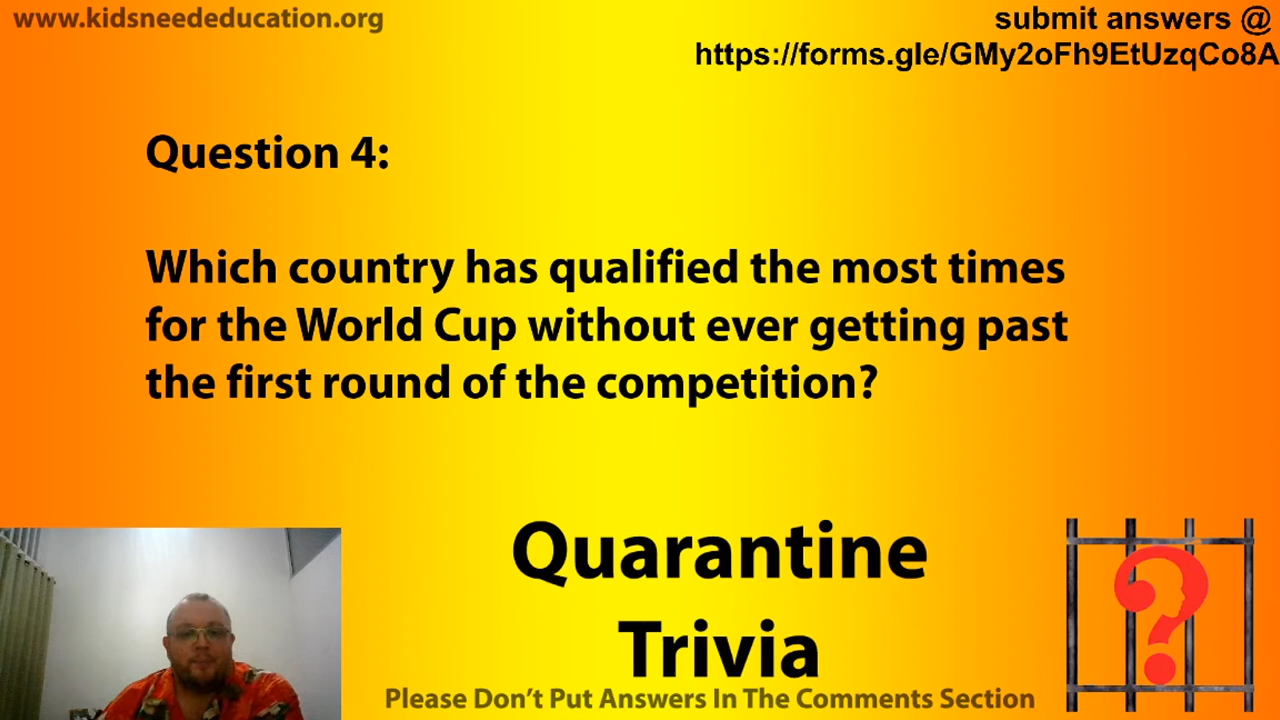 www.kidsneededucation.org
submit answers @
https://forms.gle/GMy2oFh9EtUzqCo8A
Question 4:
Which country has qualified the most times
for the World Cup without ever getting past
the first round of the competition?
Quarantine
Trivia
Please Don't Put Answers In The Comments Section